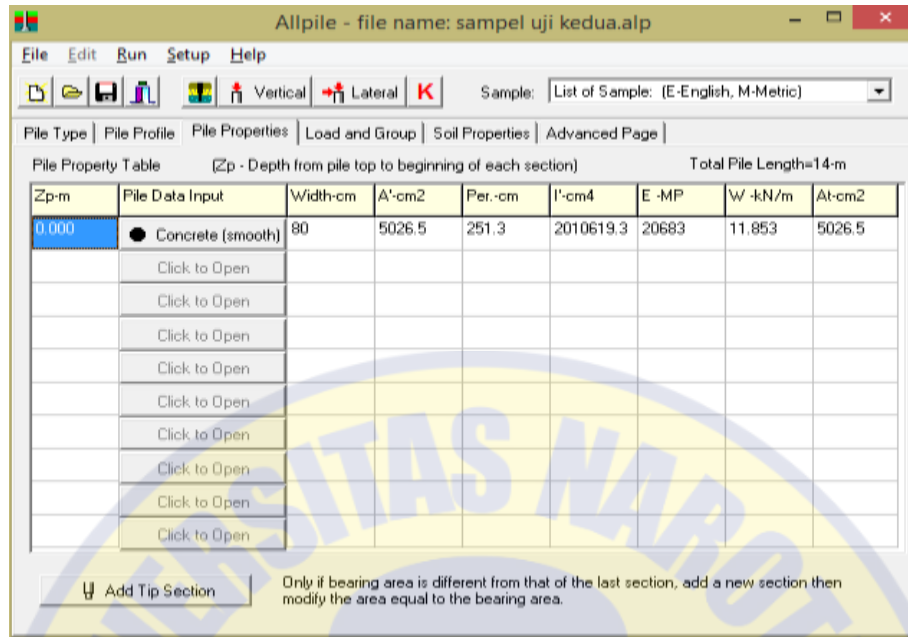 Allpile - file name: sampel uji kedua.alp
File Edit Run Setup Help
Vertical Lateral K Sample: List of Sample: (E-English, M-Metric)
Pile Type Pile Profile Pile Properties Load and Group Soil Properties Advanced Page
Pile Property Table (Zp - Depth from pile top to beginning of each section) Total Pile Length=14-m
Zp-m Pile Data Input Width-cm A'-cm2 Per.-cm I'-cm4 E -MP W -kN/m At-cm2
0.000 Concrete (smooth) 80 5026.5 251.3 2010619.3 20683 11.853 5026.5
Click to Open
Click to Open
Click to Open
Click to Open
Click to Open
Click to Open
Click to Open
Click to Open
Click to Open
Add Tip Section Only if bearing area is different from that of the last section, add a new section then
modify the area equal to the bearing area.
ERSITAS NARO